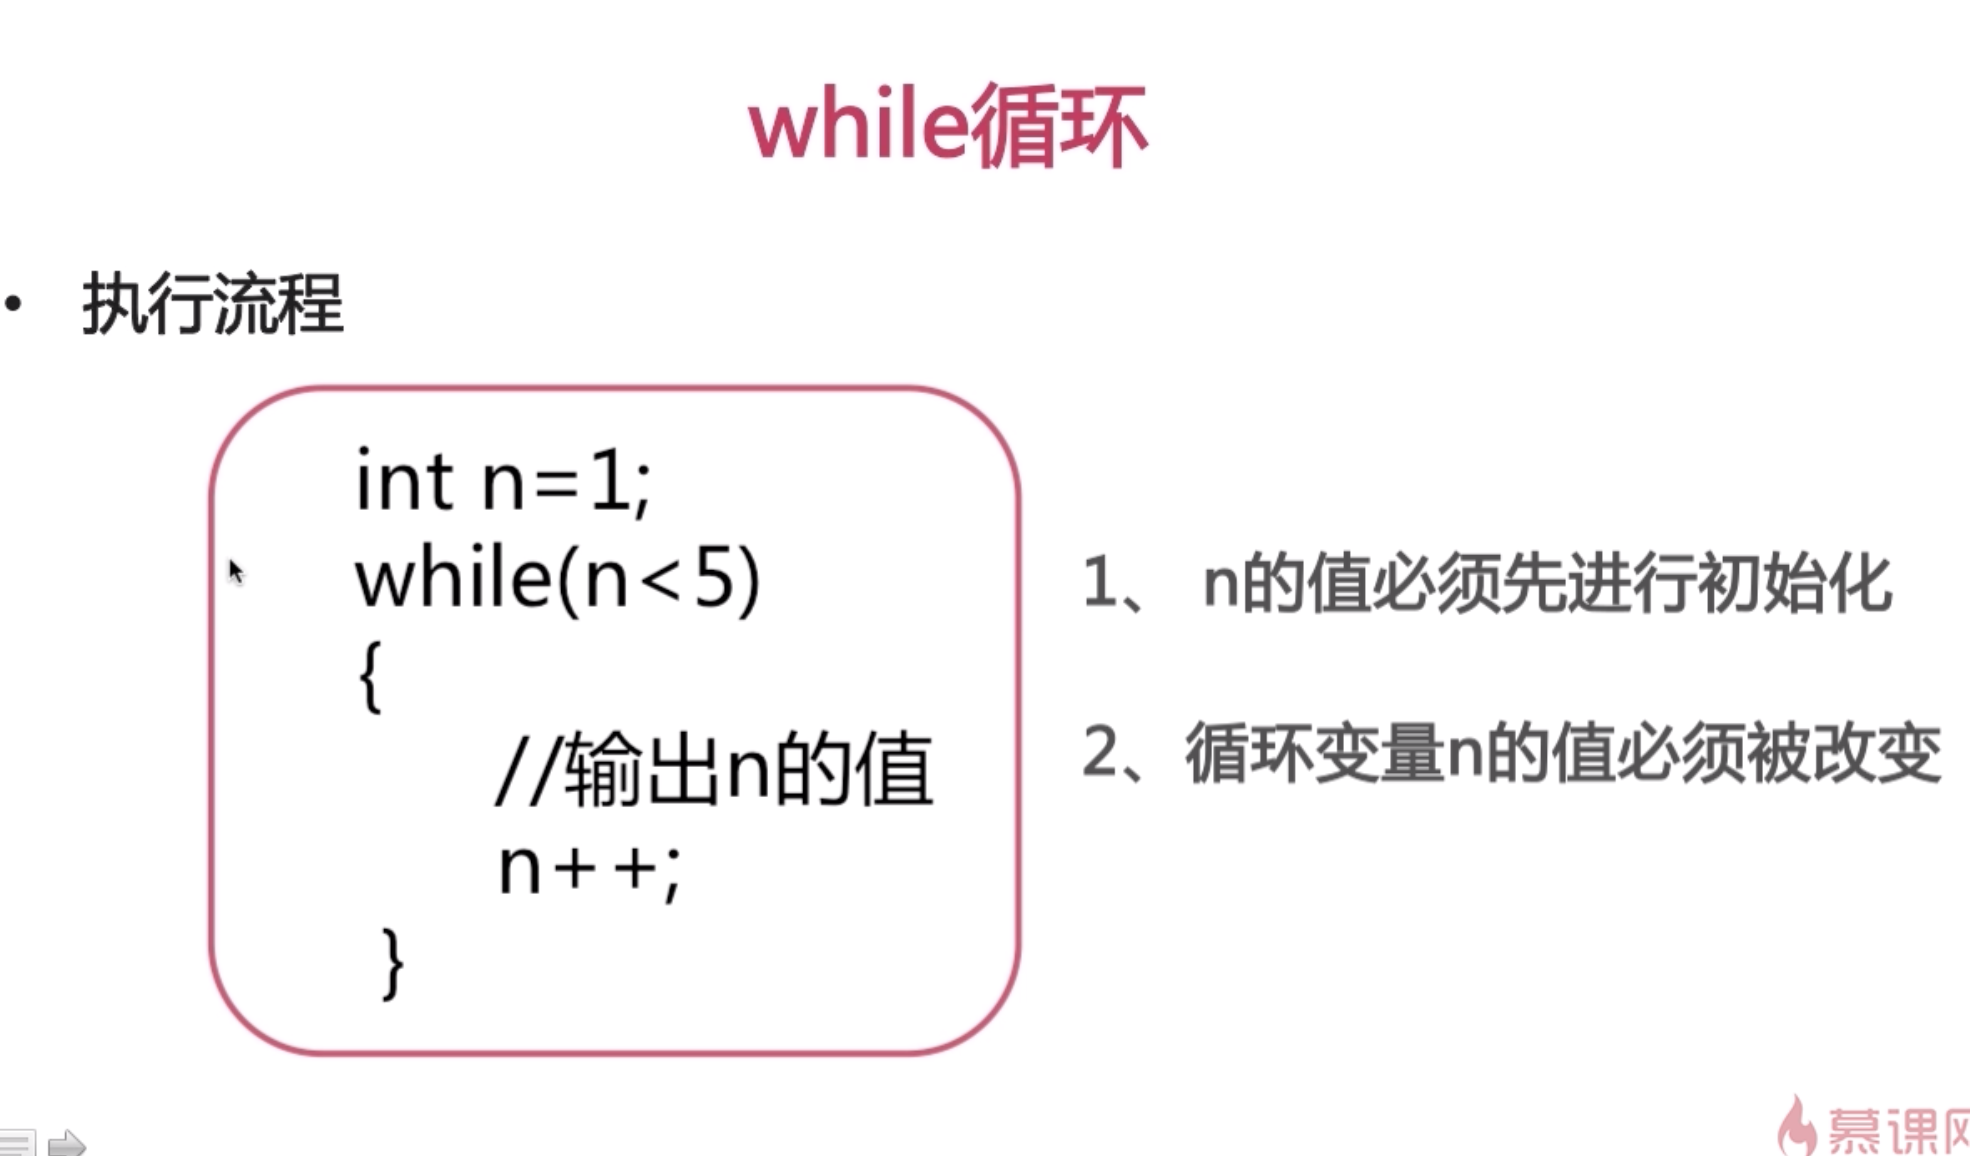 while循环
• 执行流程
int n=1;
while(n<5)
{
//输出n的值
n++;
}
1、 n的值必须先进行初始化
2、循环变量n的值必须被改变
慕课网